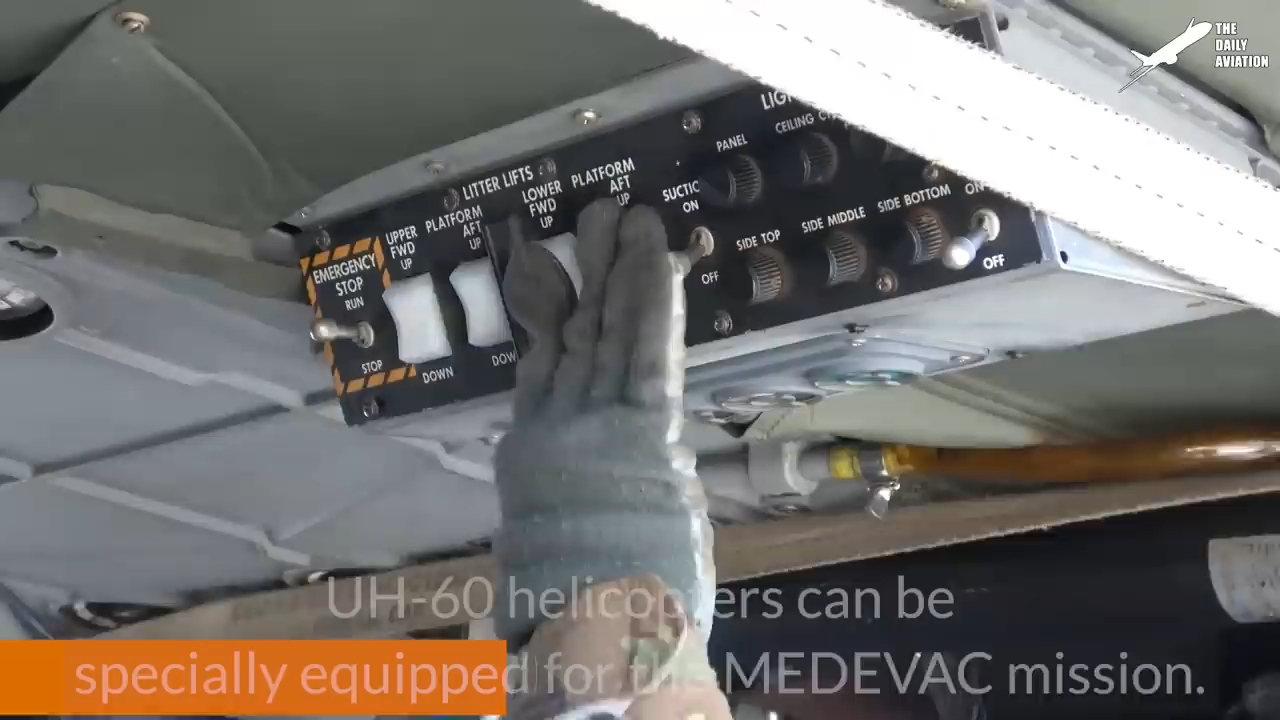 THE
DAILY
AVIATION
LITTER LIFTS
EMERGENCY
STOP
RUN
STOP
UPPER
FWD
UP
DOWN
PLATFORM
AFT
UP
LOWER
FWD
UP
PLATFORM
AFT
UP
ON
OFF
PANEL
CEILING
SIDE TOP
SIDE MIDDLE
SIDE BOTTOM
ON
OFF
UH-60 helicopters can be
specially equipped for the MEDEVAC mission.